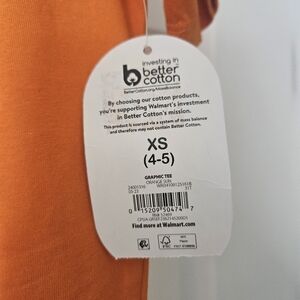 investing in
better
cotton
BetterCotton.org/MassBalance
By choosing our cotton products,
you're supporting Walmart's investment
in Better Cotton's mission.
This product is sourced via a system of mass balance
and therefore may not contain Better Cotton.
XS
(4-5)
GRAPHIC TEE
ORANGE SUN
Find more at Walmart.com